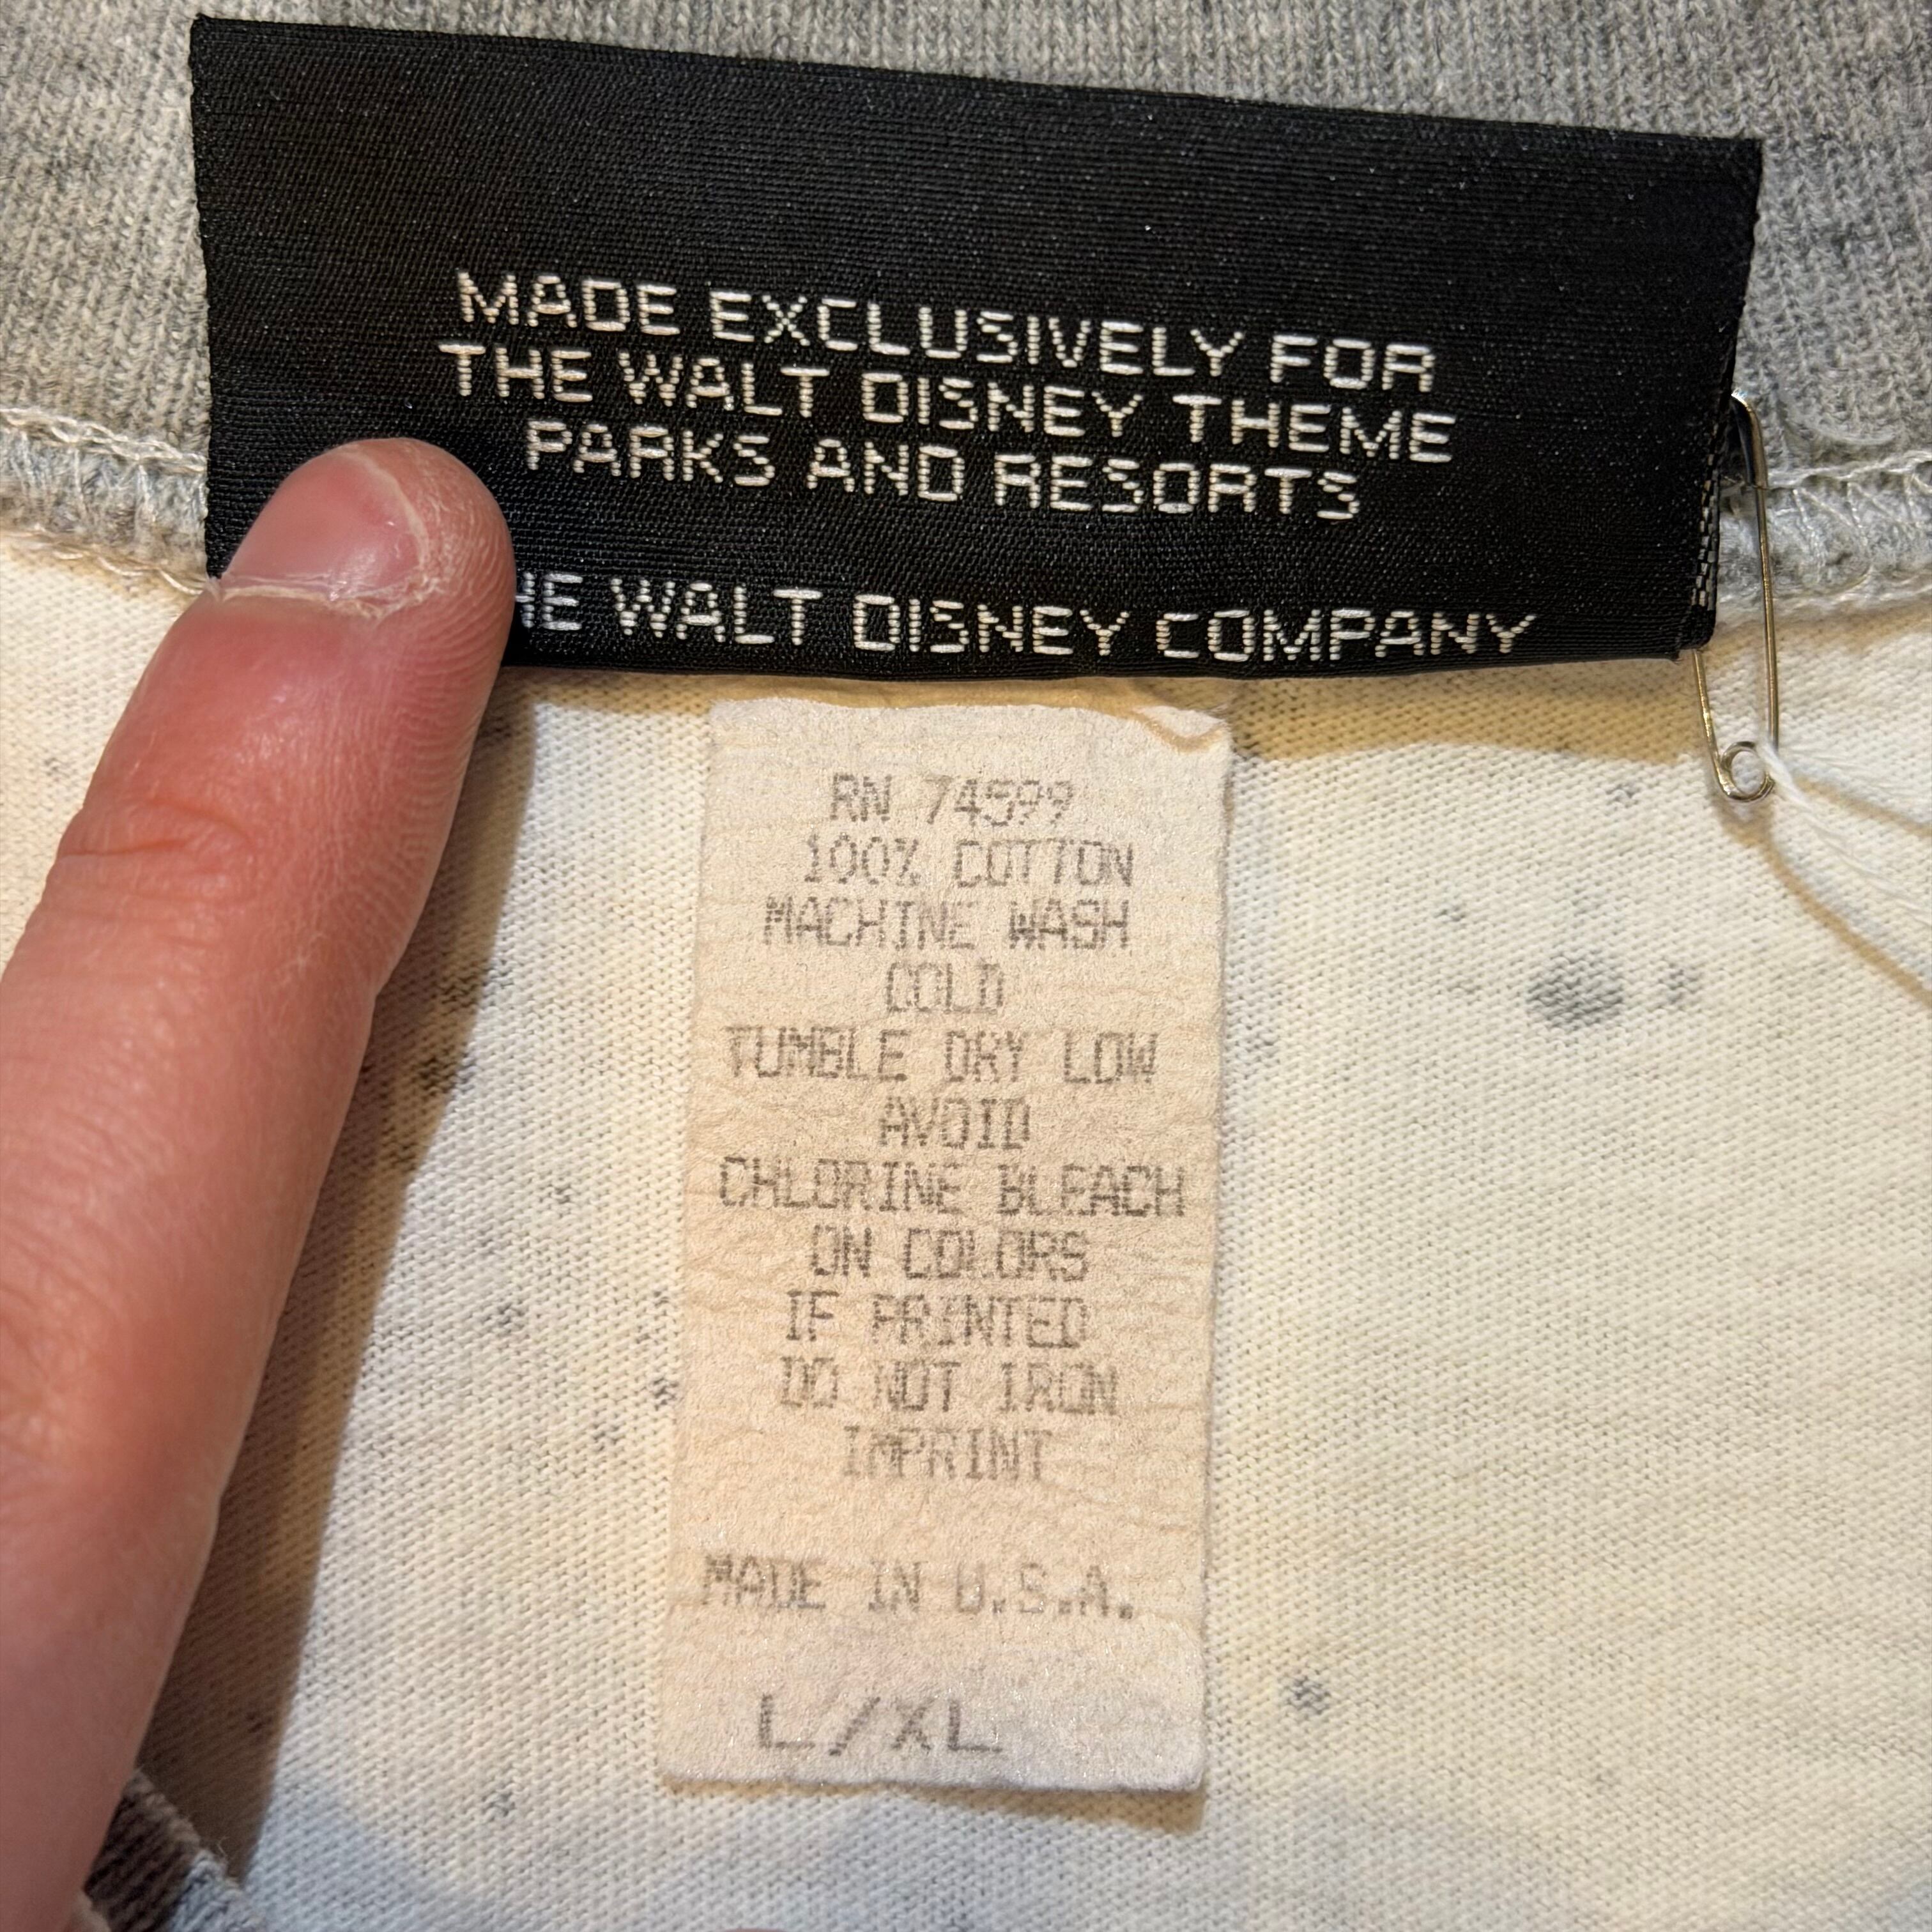 MADE EXCLUSIVELY FOR
THE WALT DISNEY THEME
PARKS AND RESORTS
HE WALT DISNEY COMPANY
RN 74599
100% COTTON
MACHINE WASH
COLD
TUMBLE DRY LOW
AVOID
CHLORINE BLEACH
ON COLORS
IF PRINTED
DO NOT IRON
IMPRINT
MADE IN U.S.A.
L/XL